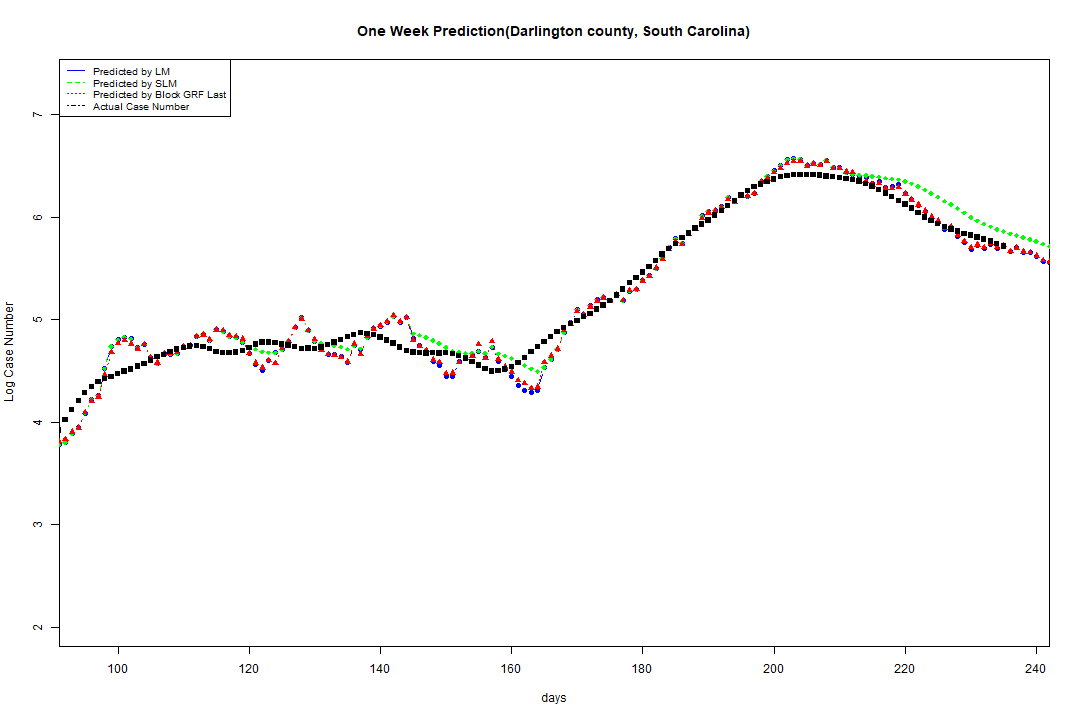 One Week Prediction(Darlington county, South Carolina)
Predicted by LM
Predicted by SLM
Predicted by Block GRF Last
Actual Case Number
7
6
5
4
3
2
Log Case Number
100 120 140 160 180 200 220 240
days